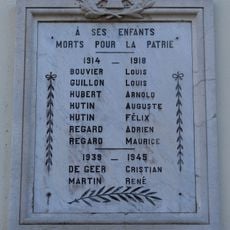 À SES ENFANTS
MORTS POUR LA PATRIE
1914 — 1918
BOUVIER LOUIS
GUILLON LOUIS
HUBERT ARNOLD
HUTIN AUGUSTE
HUTIN FÉLIX
REGARD ADRIEN
REGARD MAURICE
1939 — 1945
DE GEER CRISTIAN
MARTIN RENÉ